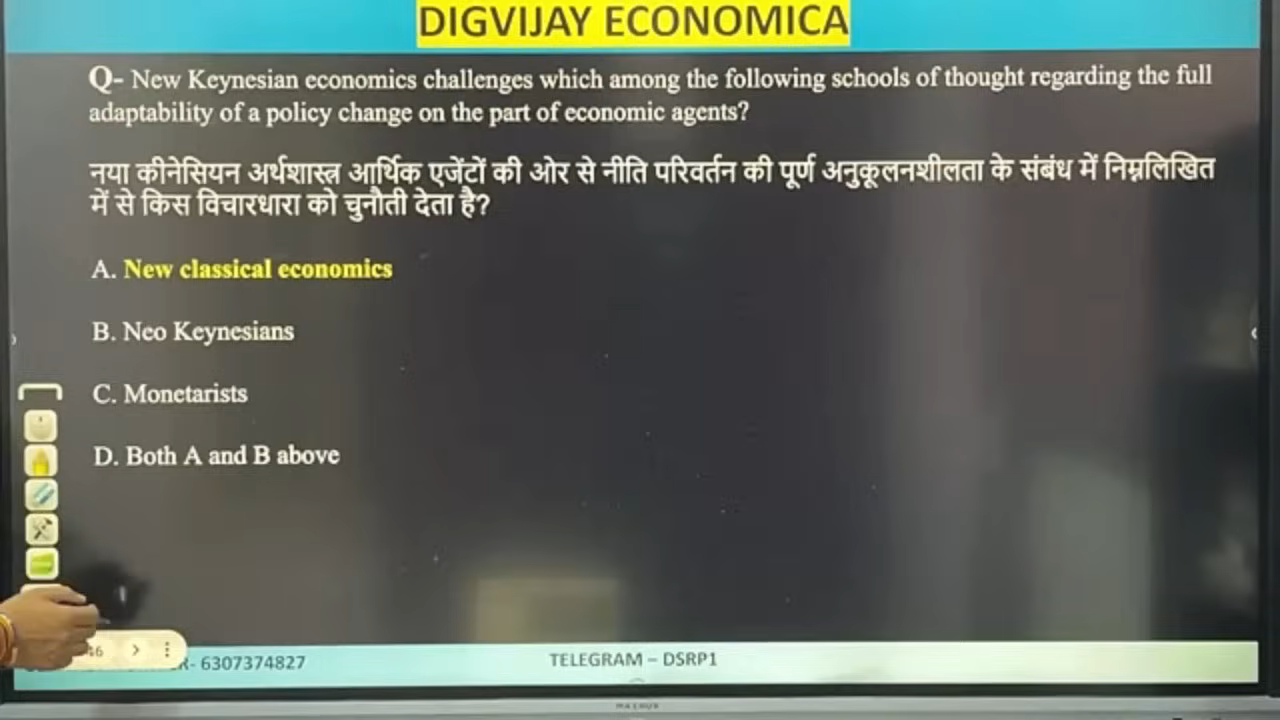 DIGVIJAY ECONOMICA
Q- New Keynesian economics challenges which among the following schools of thought regarding the full
adaptability of a policy change on the part of economic agents?
नया कीनेसियन अर्थशास्त्र आर्थिक एजेंटों की ओर से नीति परिवर्तन की पूर्ण अनुकूलनशीलता के संबंध में निम्नलिखित
में से किस विचारधारा को चुनौती देता है?
A. New classical economics
B. Neo Keynesians
C. Monetarists
D. Both A and B above
46
R- 6307374827
TELEGRAM – DSRP1